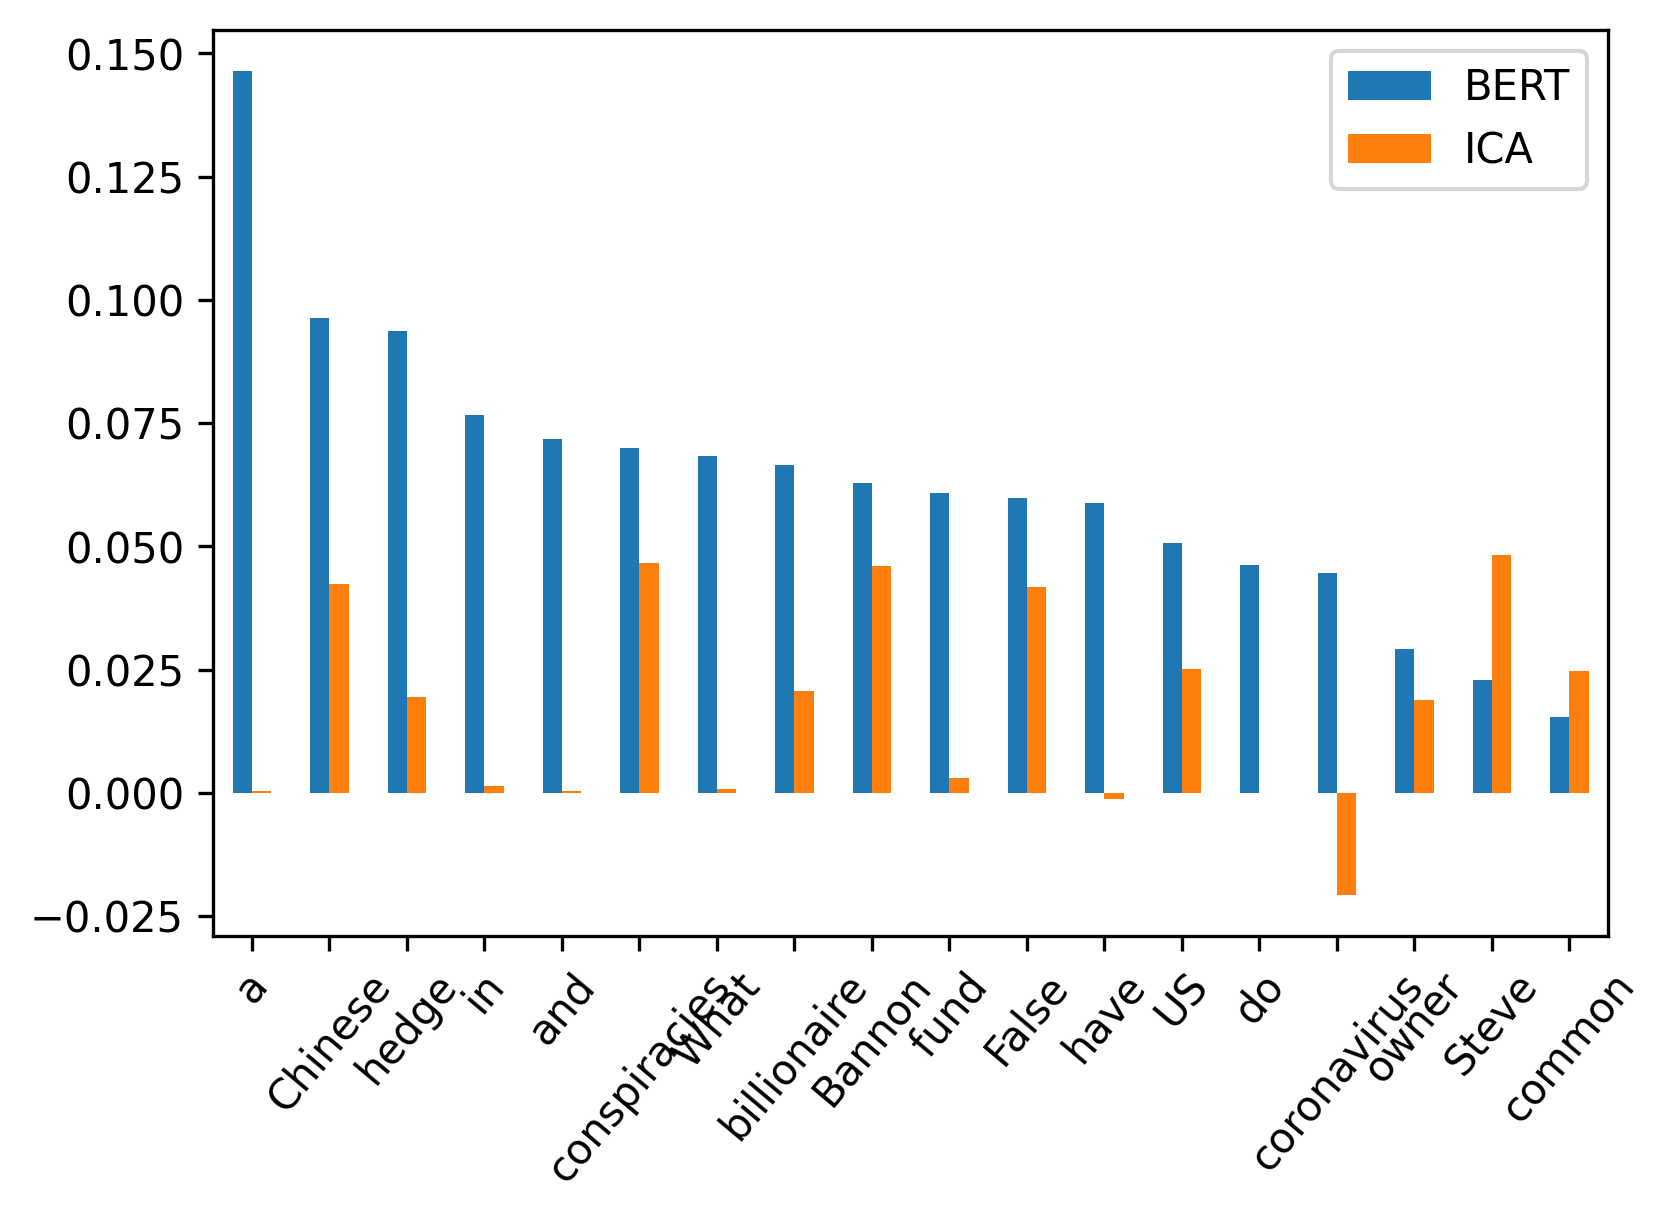 0.150
0.125
0.100
0.075
0.050
0.025
0.000
−0.025
BERT
ICA
a
Chinese
hedge
in
and
conspiracies
What
billionaire
Bannon
fund
False
have
US
do
coronavirus
owner
Steve
common